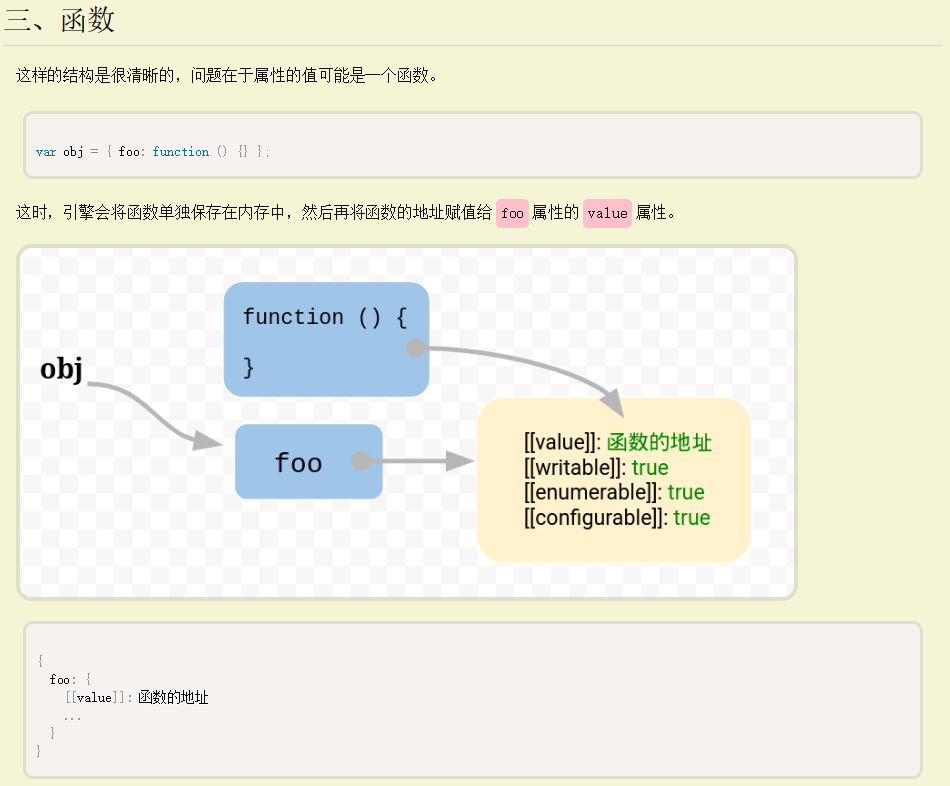 三、函数
这样的结构是很清晰的，问题在于属性的值可能是一个函数。
var obj = { foo: function () {} };
这时，引擎会将函数单独保存在内存中，然后再将函数的地址赋值给 foo 属性的 value 属性。
function () {
}
obj
foo
[[value]]: 函数的地址
[[writable]]: true
[[enumerable]]: true
[[configurable]]: true
{
  foo: {
    [[value]]: 函数的地址
    ...
  }
}